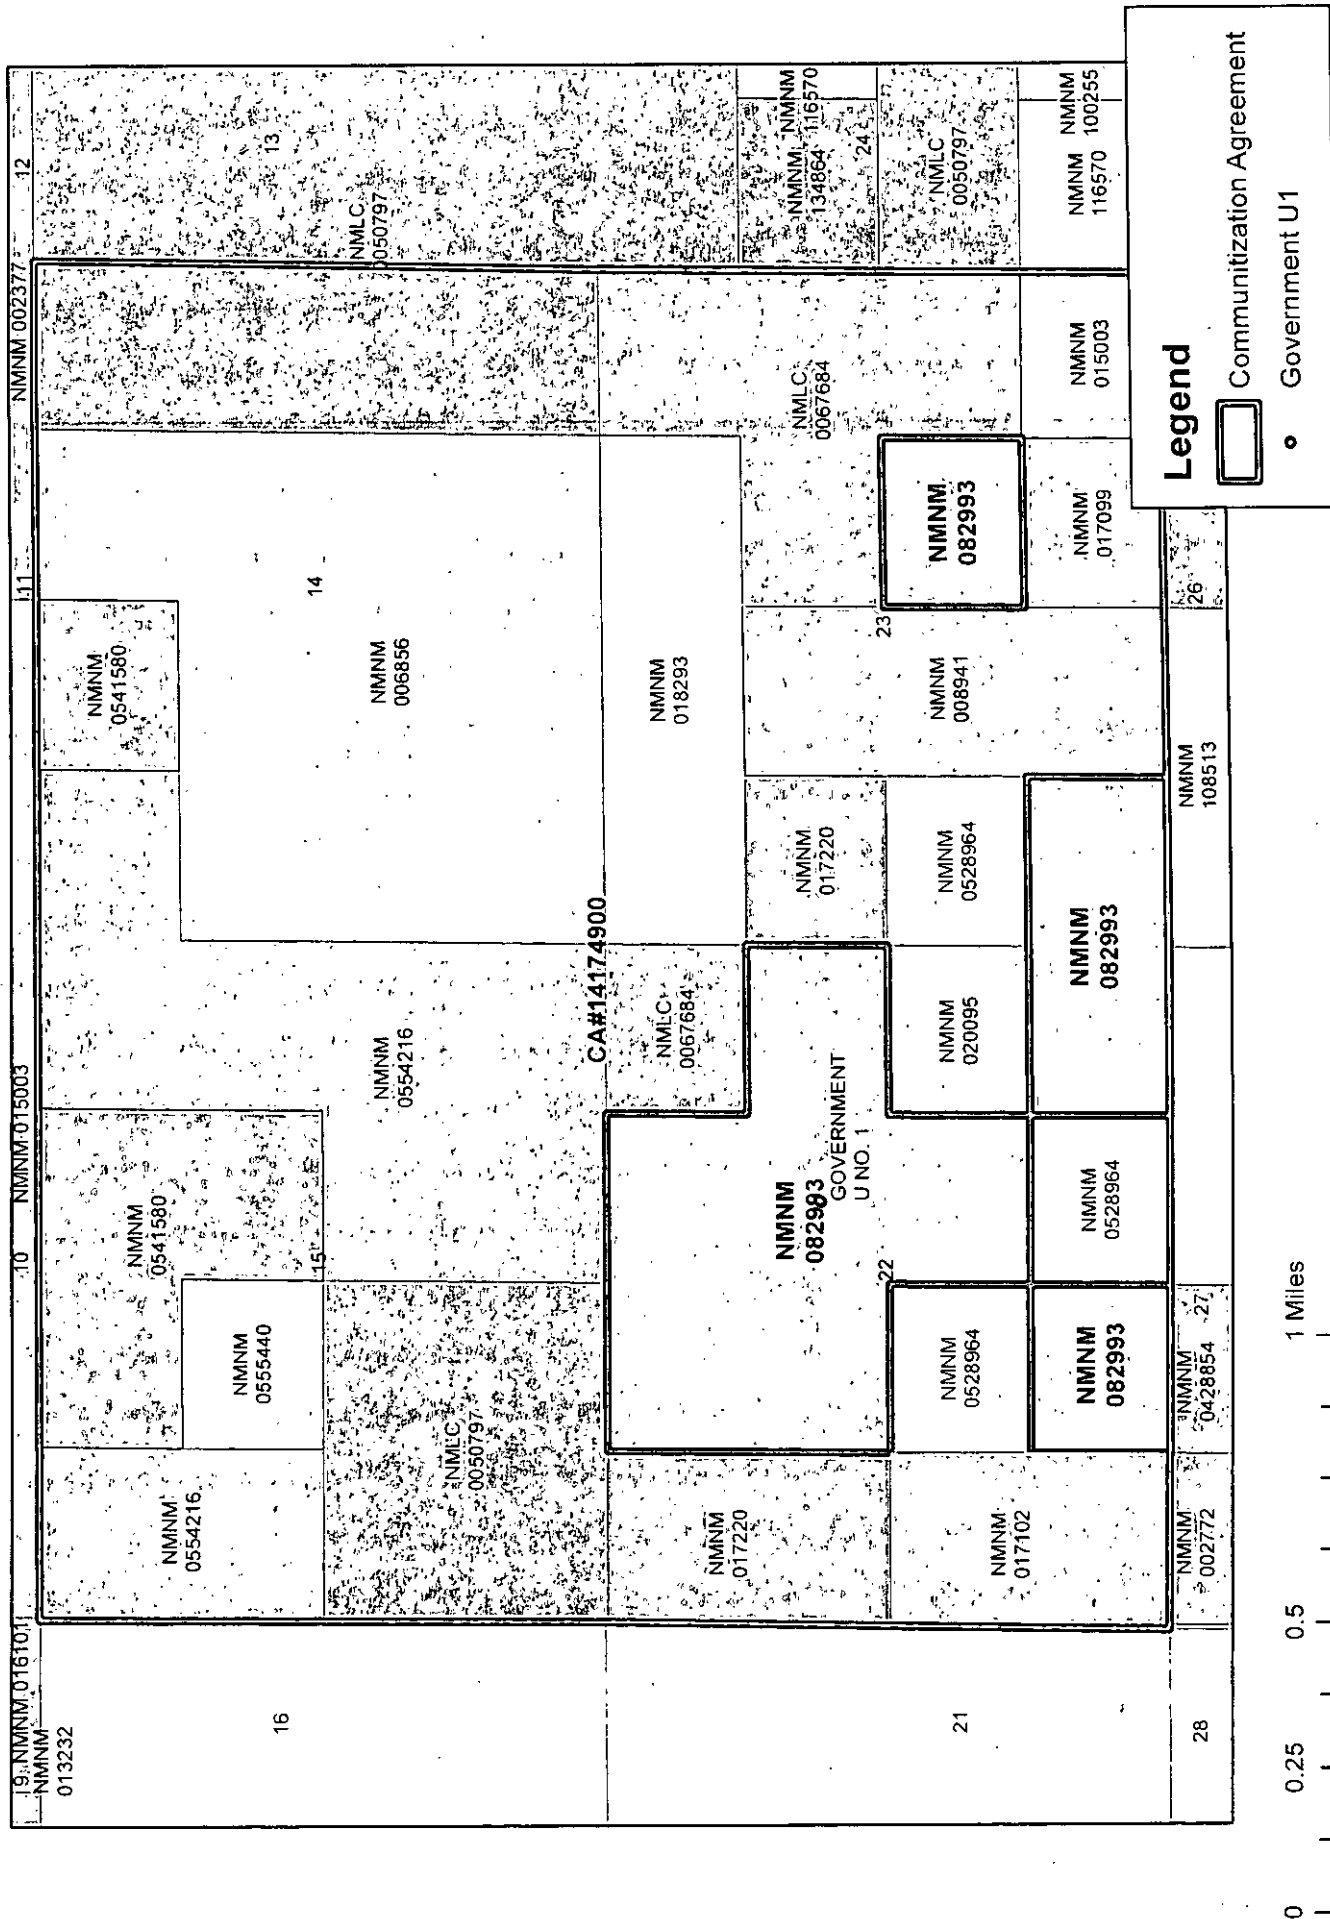 9
NMNM 016101
10
NMNM 015003
11
NMNM 002377
12
NMNM
013232
16
NMNM
0554216
NMNM
0541580
NMNM
0555440
15
NMLC
0050797
NMNM
0554216
NMNM
0541580
14
NMNM
006856
NMLC
0050797
13
CA#14174900
NMNM
017220
NMNM
082993
GOVERNMENT
U NO. 1
22
NMLC
0067684
NMNM
018293
NMNM
017220
NMLC
0067684
NMNM
134864
NMNM
116570
24
21
NMNM
017102
NMNM
0528964
NMNM
020095
NMNM
0528964
NMNM
008941
23
NMNM
082993
NMLC
0050797
NMNM
082993
NMNM
0528964
NMNM
082993
NMNM
017099
NMNM
015003
NMNM
116570
NMNM
100255
28
NMNM
002772
NMNM
0428854
27
NMNM
108513
26
Legend
Communitization Agreement
Government U1
0 0.25 0.5 1 Miles